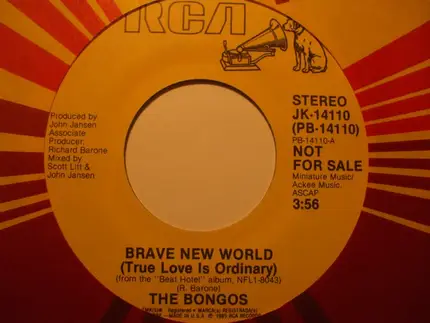 RCA
STEREO
JK-14110
(PB-14110)
PB-14110-A
NOT
FOR SALE
Miniature Music/
Ackee Music,
ASCAP
3:56
Produced by
John Jansen
Associate
Producer:
Richard Barone
Mixed by
Scott Litt &
John Jansen
BRAVE NEW WORLD
(True Love Is Ordinary)
(from the "Beat Hotel" album, NFL1-8043)
(R. Barone)
THE BONGOS